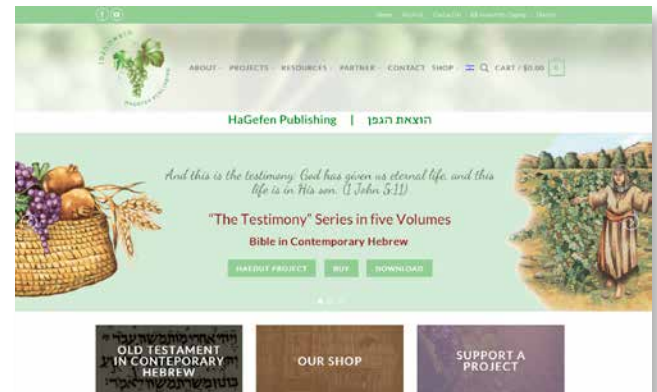 ABOUT PROJECTS RESOURCES PARTNER CONTACT SHOP CART / $0.00
HaGefen Publishing | הוצאת הגפן
And this is the testimony: God has given us eternal life, and this
life is in His son. (1 John 5:11)
"The Testimony" Series in five Volumes
Bible in Contemporary Hebrew
HAEDUT PROJECT BUY DOWNLOAD
OLD TESTAMENT
IN CONTEPORARY
HEBREW
OUR SHOP
SUPPORT A
PROJECT